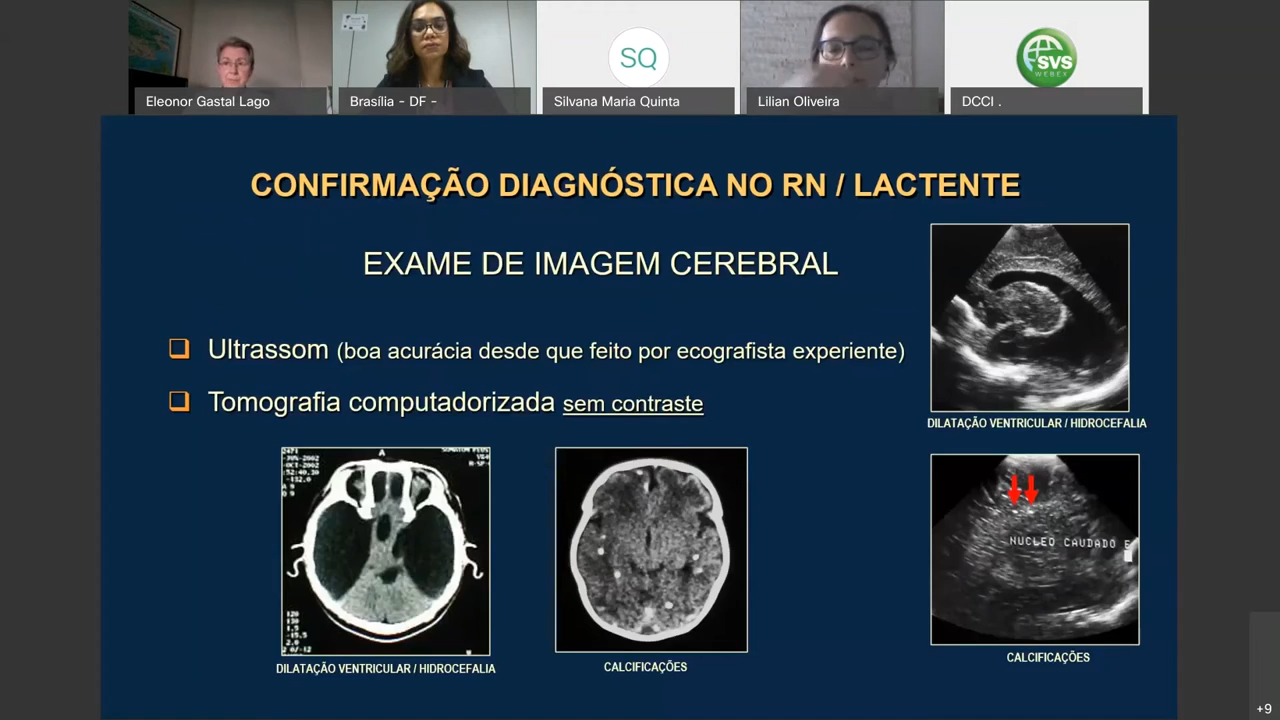 SQ
SVS
WEBEX
Eleonor Gastal Lago
Brasília - DF -
Silvana Maria Quinta
Lilian Oliveira
DCCI .
CONFIRMAÇÃO DIAGNÓSTICA NO RN / LACTENTE
EXAME DE IMAGEM CEREBRAL
Ultrassom (boa acurácia desde que feito por ecografista experiente)
Tomografia computadorizada sem contraste
DILATAÇÃO VENTRICULAR / HIDROCEFALIA
A
NUCLEO CAUDADO E
DILATAÇÃO VENTRICULAR / HIDROCEFALIA
CALCIFICAÇÕES
CALCIFICAÇÕES
+9